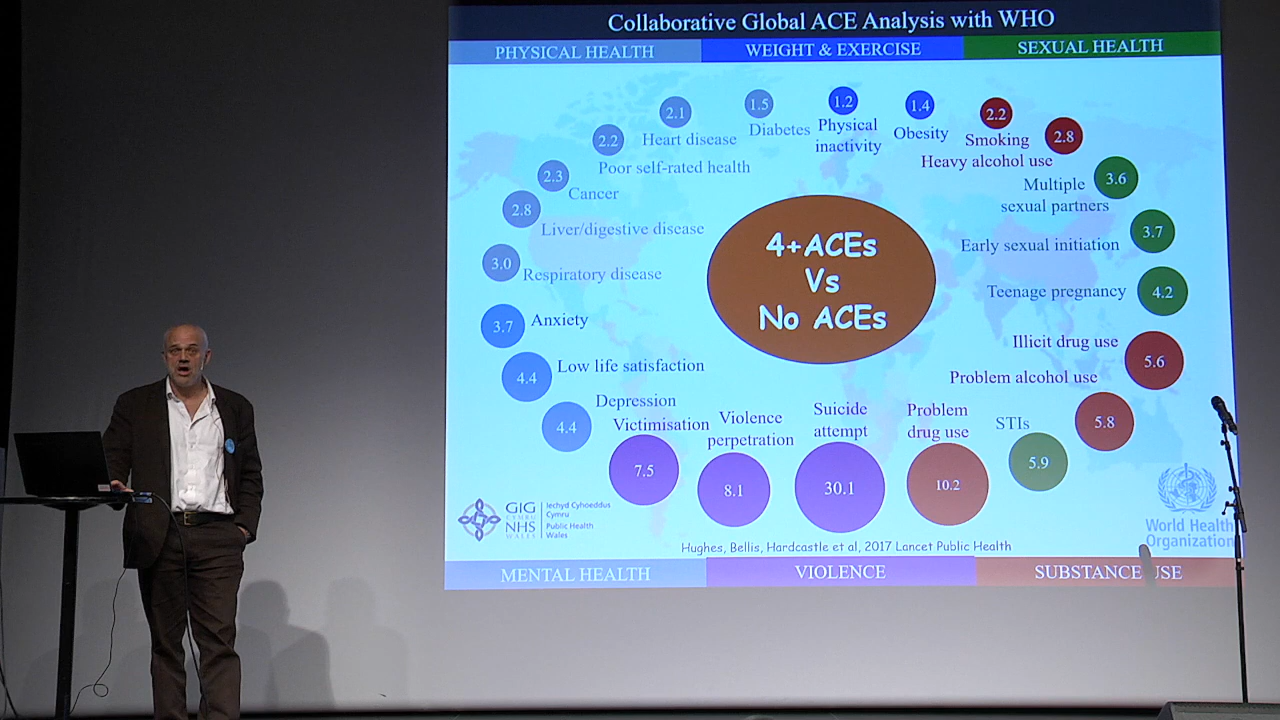 Collaborative Global ACE Analysis with WHO
PHYSICAL HEALTH
WEIGHT & EXERCISE
SEXUAL HEALTH
2.1
Heart disease
1.5
Diabetes
1.2
Physical
inactivity
1.4
Obesity
2.2
Smoking
2.8
Heavy alcohol use
2.2
Poor self-rated health
2.3
Cancer
2.8
Liver/digestive disease
3.0
Respiratory disease
3.7
Anxiety
4.4
Low life satisfaction
4.4
Depression
3.6
Multiple
sexual partners
3.7
Early sexual initiation
4.2
Teenage pregnancy
5.6
Illicit drug use
Problem alcohol use
5.8
4+ACEs
Vs
No ACEs
Victimisation
7.5
Violence
perpetration
8.1
Suicide
attempt
30.1
Problem
drug use
10.2
STIs
5.9
GIG
CYMRU
NHS
WALES
Iechyd Cyhoeddus
Cymru
Public Health
Wales
World Health
Organization
Hughes, Bellis, Hardcastle et al, 2017 Lancet Public Health
MENTAL HEALTH
VIOLENCE
SUBSTANCE USE